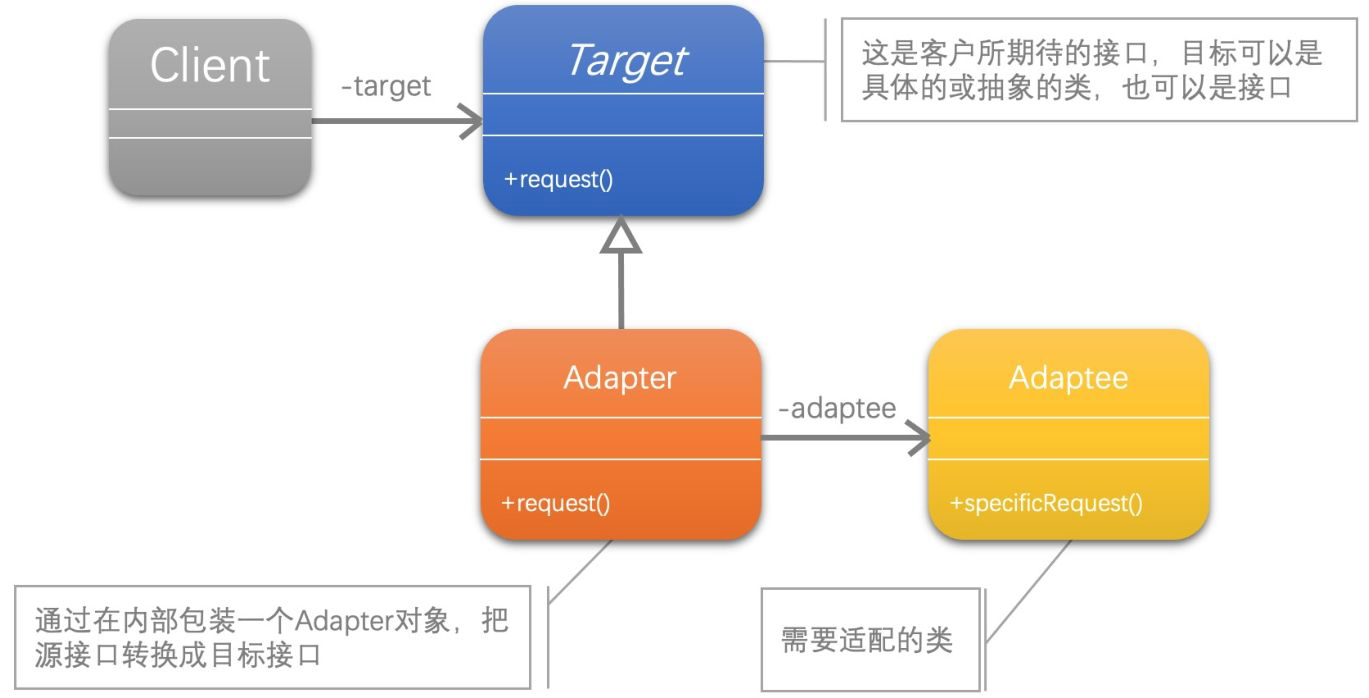 Client
-target
Target
+request()
这是客户所期待的接口，目标可以是
具体的或抽象的类，也可以是接口
Adapter
+request()
-adaptee
Adaptee
+specificRequest()
通过在内部包装一个Adapter对象，把
源接口转换成目标接口
需要适配的类